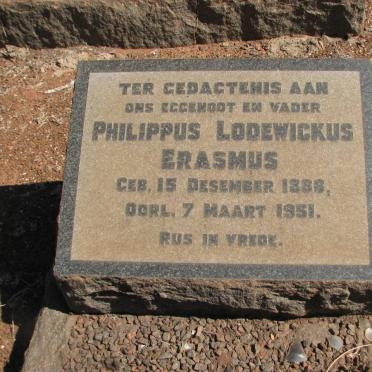 TER GEDACTENIS AAN
ONS EGGENOOT EN VADER
PHILIPPUS LODEWICKUS
ERASMUS
GEB. 15 DESEMBER 1886,
OORL. 7 MAART 1951.
RUS IN VREDE.